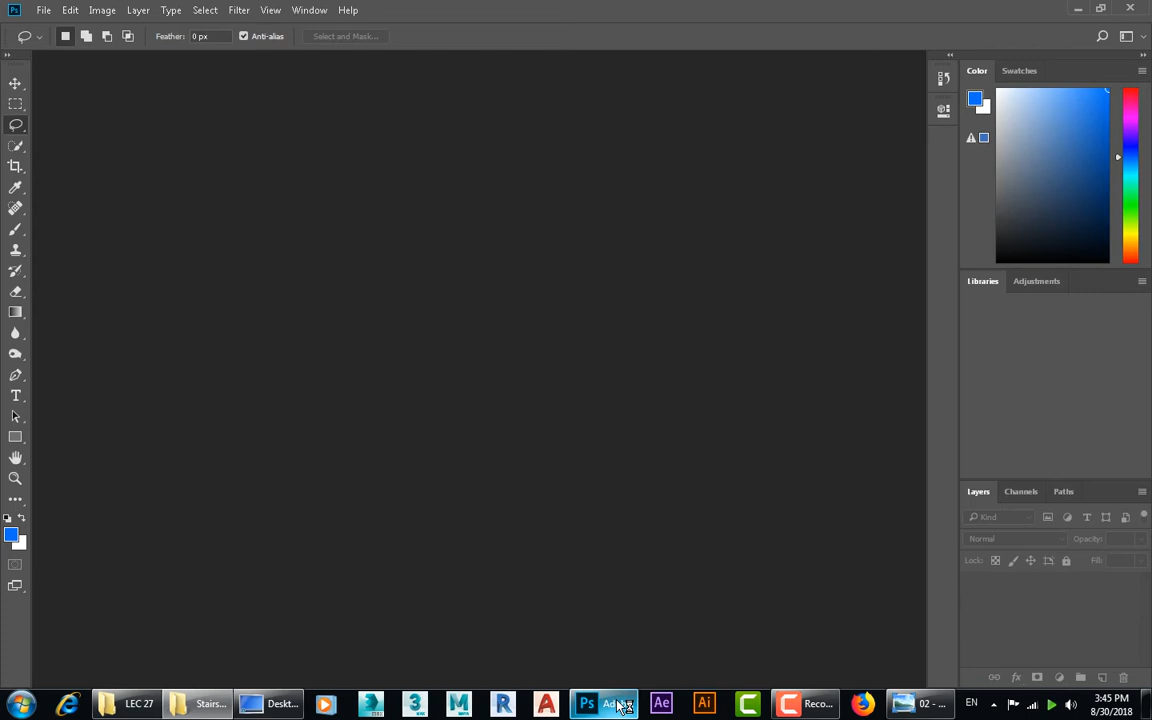 Ps File Edit Image Layer Type Select Filter View Window Help
Feather: 0 px Anti-alias Select and Mask...
Color Swatches
Libraries Adjustments
Layers Channels Paths
Kind
Normal Opacity:
Lock: Fill:
LEC 27 Stairs... Deskt... Ps Ae Ai Reco... 02 - ... EN 3:45 PM
8/30/2018